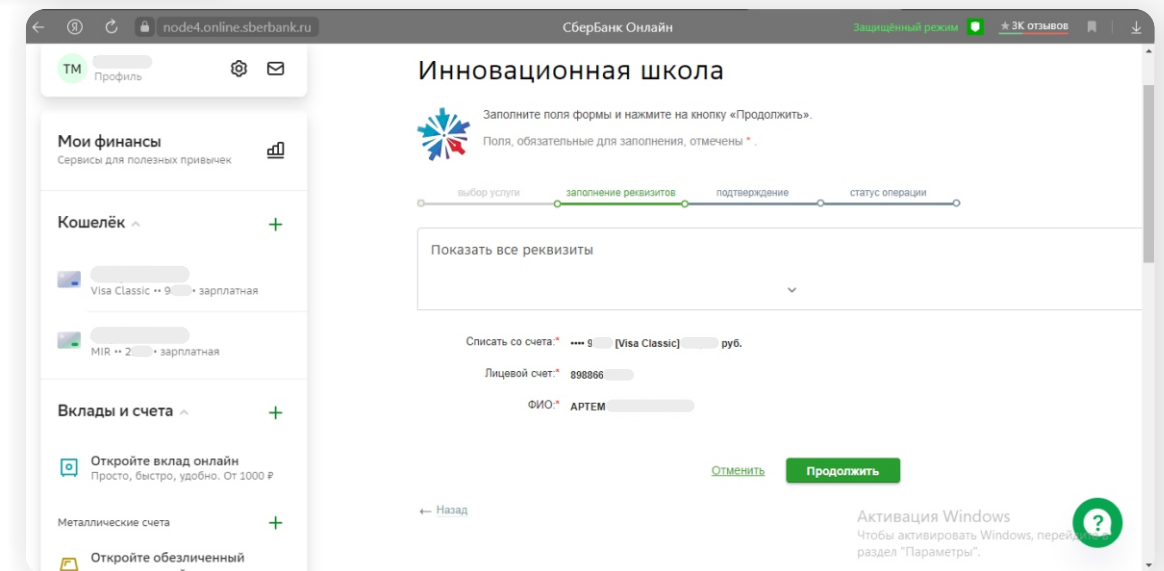 node4.online.sberbank.ru
СберБанк Онлайн
Защищённый режим
★ 3K отзывов
ТМ
Профиль
Мои финансы
Сервисы для полезных привычек
Кошелёк
Visa Classic •• 9 • зарплатная
MIR •• 2 • зарплатная
Вклады и счета
Откройте вклад онлайн
Просто, быстро, удобно. От 1000 ₽
Металлические счета
Откройте обезличенный
Инновационная школа
Заполните поля формы и нажмите на кнопку «Продолжить».
Поля, обязательные для заполнения, отмечены * .
выбор услуги
заполнение реквизитов
подтверждение
статус операции
Показать все реквизиты
Списать со счета:* •••• 9 [Visa Classic] руб.
Лицевой счет:* 898866
ФИО:* АРТЕМ
Отменить
Продолжить
← Назад
Активация Windows
Чтобы активировать Windows, перейдите в
раздел "Параметры".